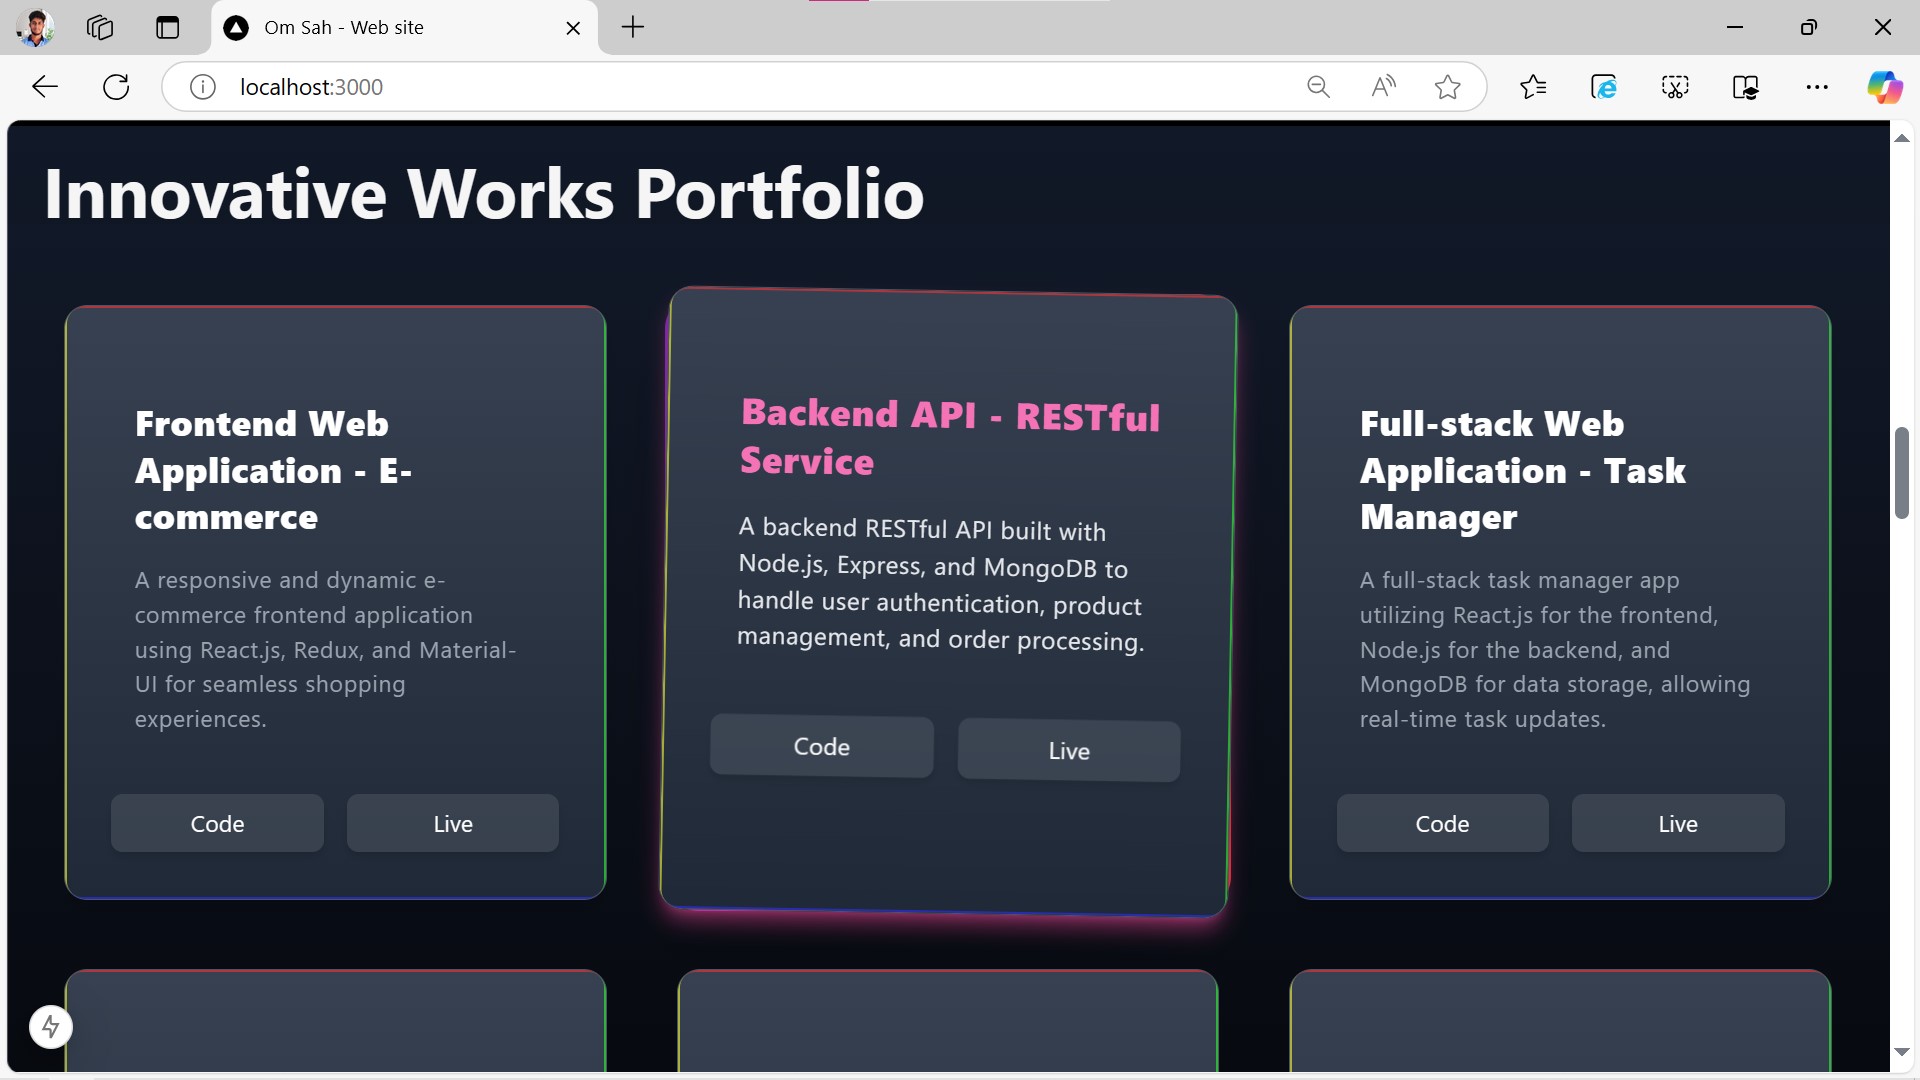 Om Sah - Web site
localhost:3000
Innovative Works Portfolio
Frontend Web
Application - E-
commerce
A responsive and dynamic e-
commerce frontend application
using React.js, Redux, and Material-
UI for seamless shopping
experiences.
Code
Live
Backend API - RESTful
Service
A backend RESTful API built with
Node.js, Express, and MongoDB to
handle user authentication, product
management, and order processing.
Code
Live
Full-stack Web
Application - Task
Manager
A full-stack task manager app
utilizing React.js for the frontend,
Node.js for the backend, and
MongoDB for data storage, allowing
real-time task updates.
Code
Live